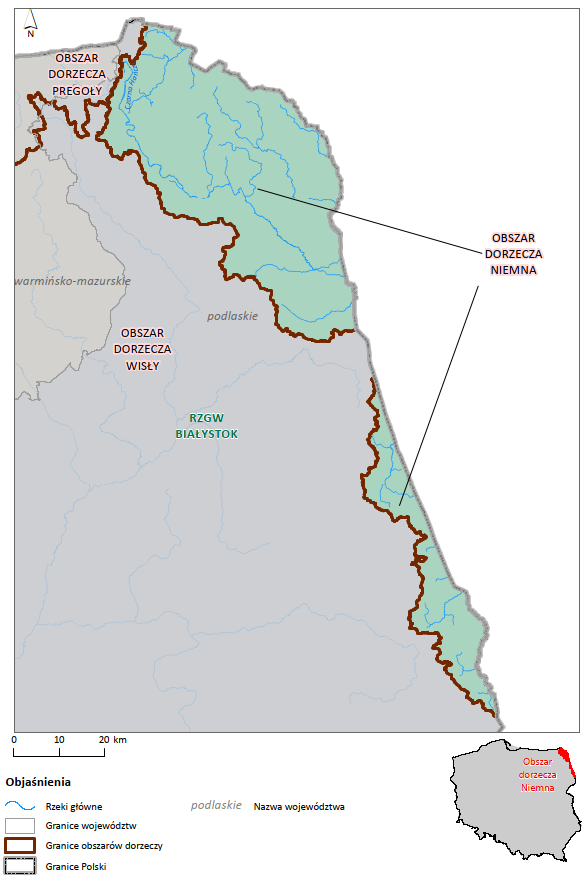 N
OBSZAR
DORZECZA
PREGOŁY
Czarna Hańcza
OBSZAR
DORZECZA
NIEMNA
warmińsko-mazurskie
podlaskie
OBSZAR
DORZECZA
WISŁY
RZGW
BIAŁYSTOK
0 10 20 km
Obszar
dorzecza
Niemna
Objaśnienia
Rzeki główne
podlaskie Nazwa województwa
Granice województw
Granice obszarów dorzeczy
Granice Polski